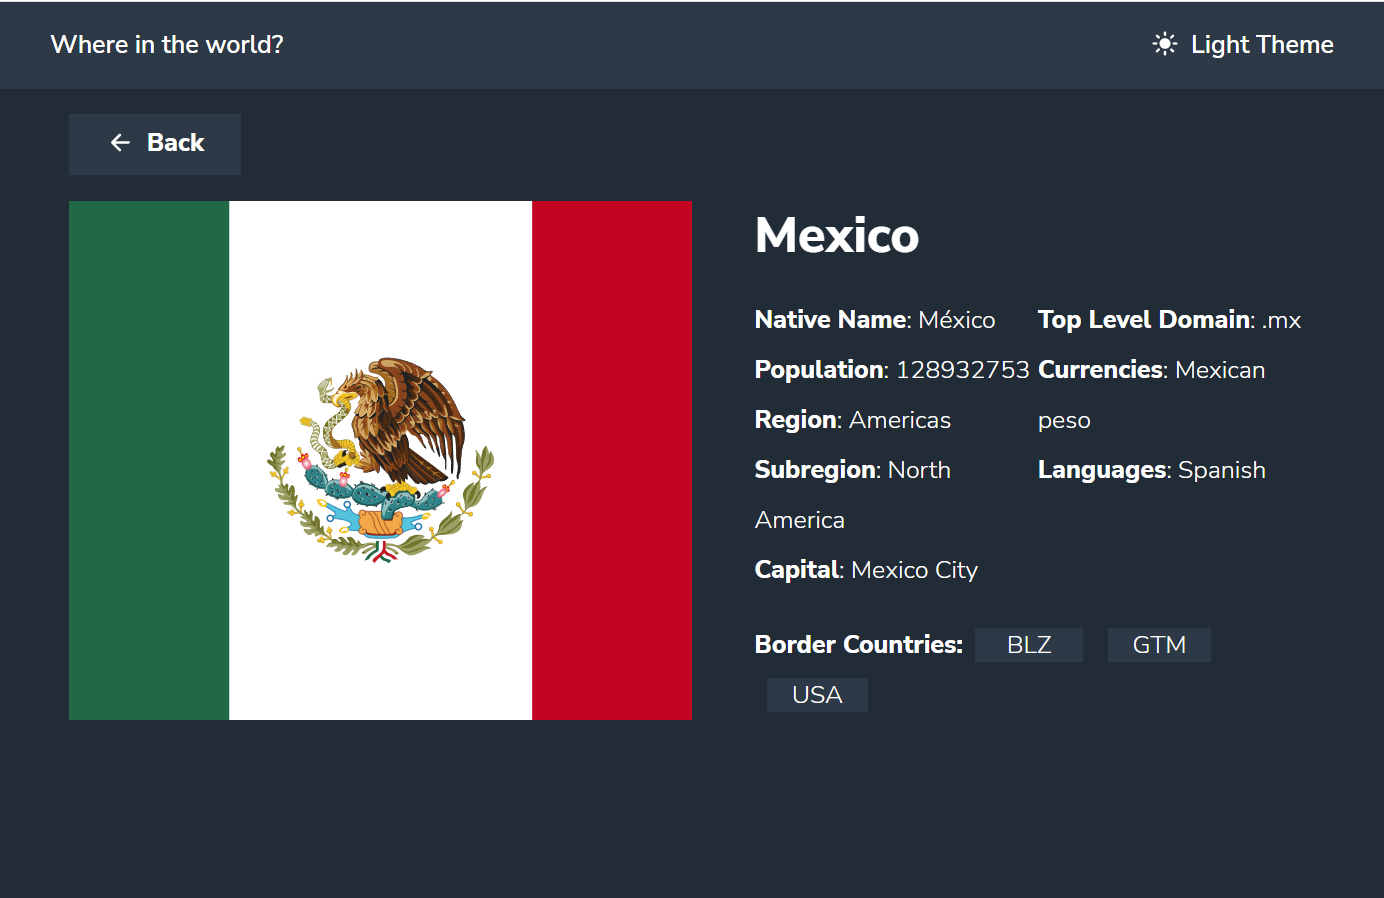 Where in the world?
Light Theme
Back
Mexico
Native Name: México
Population: 128932753
Region: Americas
Subregion: North
America
Capital: Mexico City
Top Level Domain: .mx
Currencies: Mexican
peso
Languages: Spanish
Border Countries: BLZ GTM
USA